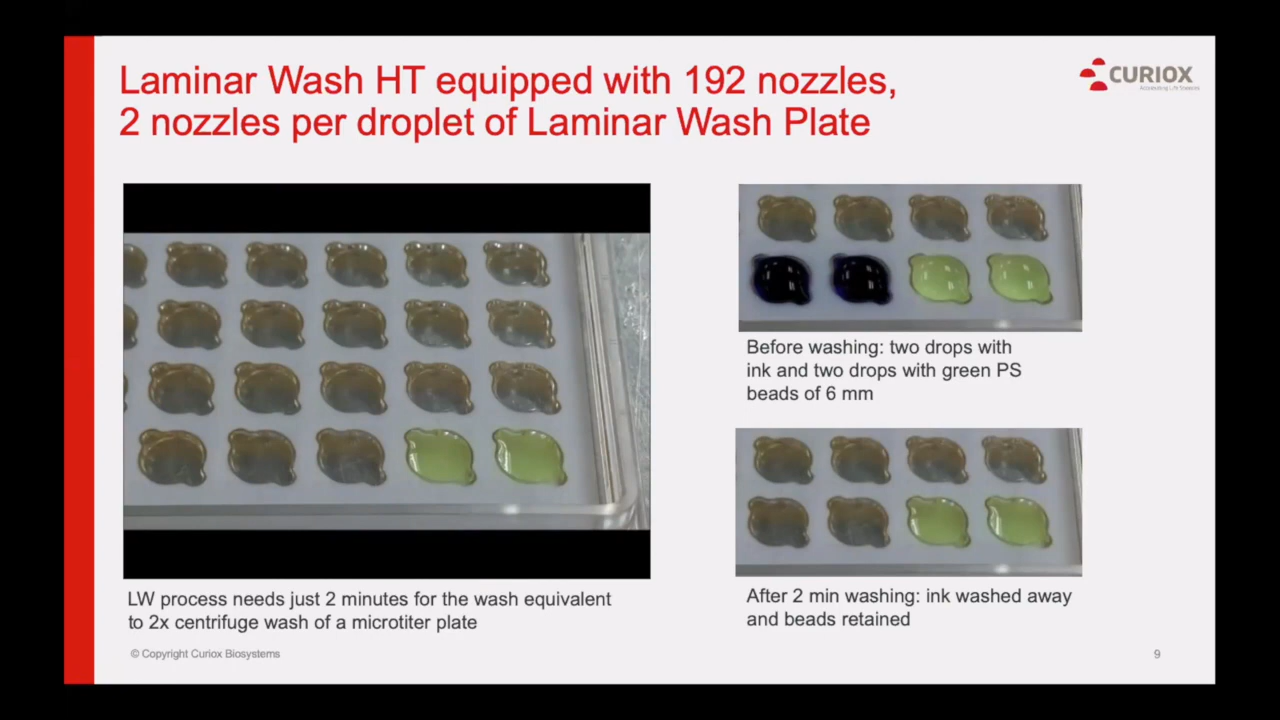 Laminar Wash HT equipped with 192 nozzles,
2 nozzles per droplet of Laminar Wash Plate
CURIOX
Accelerating Life Sciences
Before washing: two drops with
ink and two drops with green PS
beads of 6 mm
LW process needs just 2 minutes for the wash equivalent
to 2x centrifuge wash of a microtiter plate
After 2 min washing: ink washed away
and beads retained
© Copyright Curiox Biosystems
9